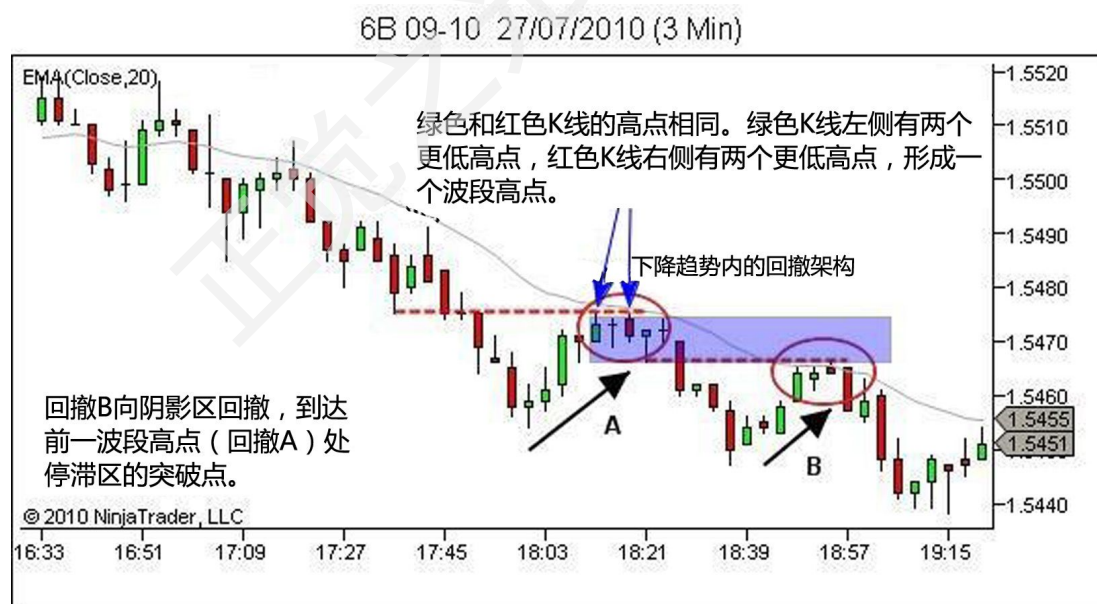 6B 09-10 27/07/2010 (3 Min)
EMA(Close,20)
绿色和红色K线的高点相同。绿色K线左侧有两个
更低高点，红色K线右侧有两个更低高点，形成一
个波段高点。
下降趋势内的回撤架构
回撤B向阴影区回撤，到达
前一波段高点（回撤A）处
停滞区的突破点。
A
B
1.5520
1.5510
1.5500
1.5490
1.5480
1.5470
1.5460
1.5455
1.5451
1.5440
© 2010 NinjaTrader, LLC
16:33 16:51 17:09 17:27 17:45 18:03 18:21 18:39 18:57 19:15